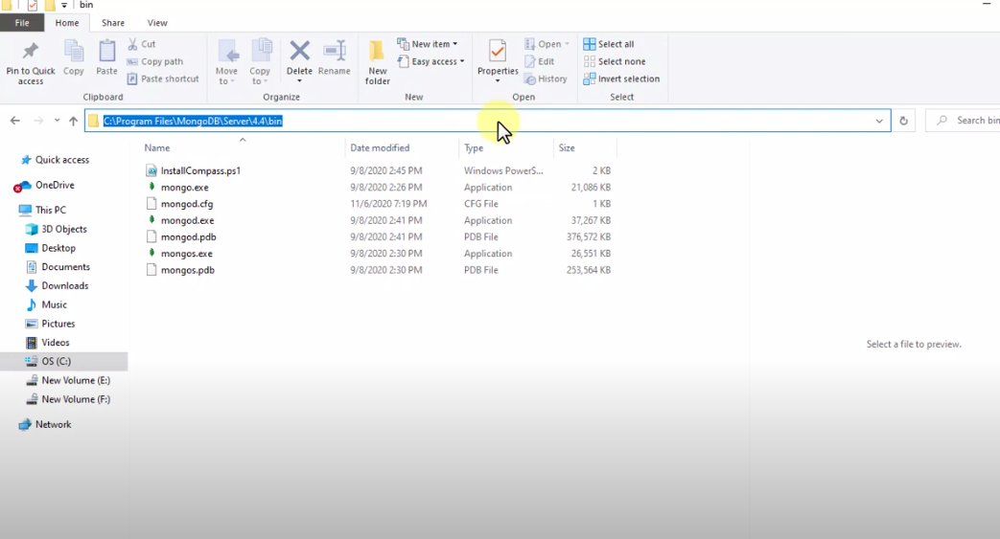 bin
File Home Share View
Pin to Quick access
Copy
Paste
Cut
Copy path
Paste shortcut
Clipboard
Move to
Copy to
Delete
Rename
Organize
New folder
New item
Easy access
New
Properties
Open
Edit
History
Open
Select all
Select none
Invert selection
Select
C:\Program Files\MongoDB\Server\4.4\bin
Search bin
Quick access
OneDrive
This PC
3D Objects
Desktop
Documents
Downloads
Music
Pictures
Videos
OS (C:)
New Volume (E:)
New Volume (F:)
Network
Name Date modified Type Size
InstallCompass.ps1 9/8/2020 2:45 PM Windows PowerS... 2 KB
mongo.exe 9/8/2020 2:26 PM Application 21,086 KB
mongod.cfg 11/6/2020 7:19 PM CFG File 1 KB
mongod.exe 9/8/2020 2:41 PM Application 37,267 KB
mongod.pdb 9/8/2020 2:41 PM PDB File 376,572 KB
mongos.exe 9/8/2020 2:30 PM Application 26,551 KB
mongos.pdb 9/8/2020 2:30 PM PDB File 253,564 KB
Select a file to preview.